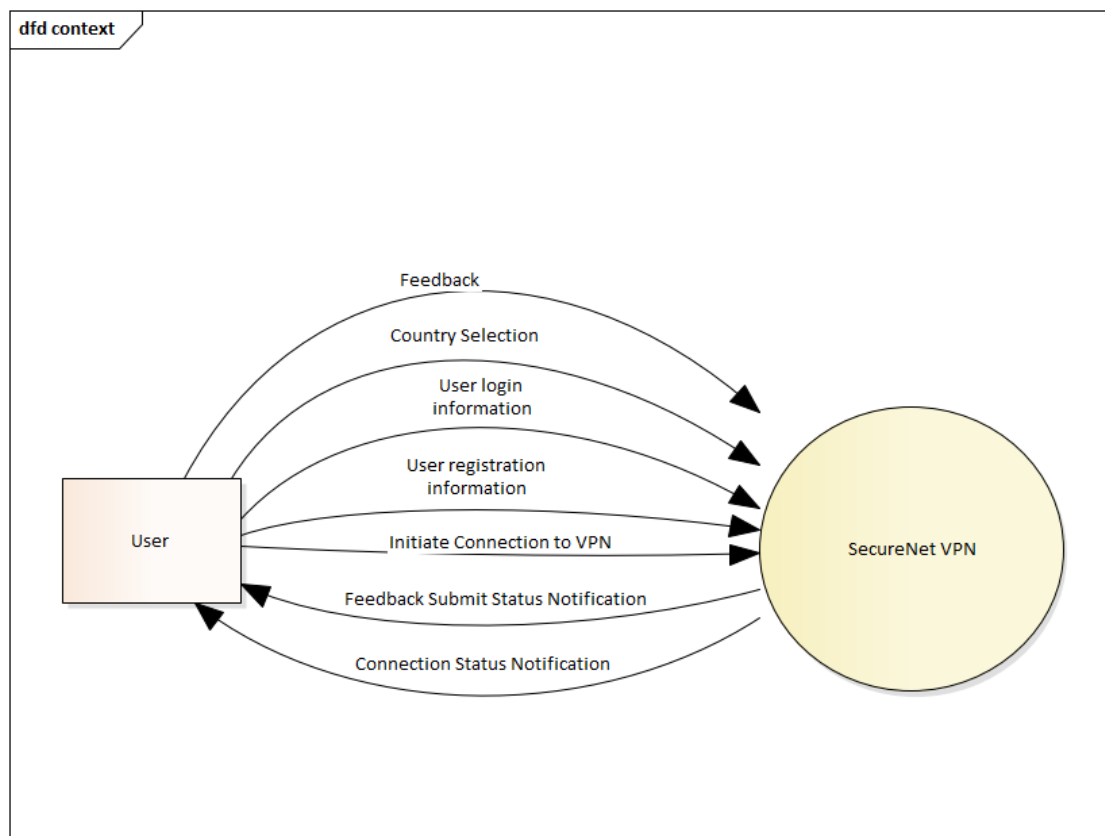 dfd context
Feedback
Country Selection
User login
information
User registration
information
User
Initiate Connection to VPN
SecureNet VPN
Feedback Submit Status Notification
Connection Status Notification